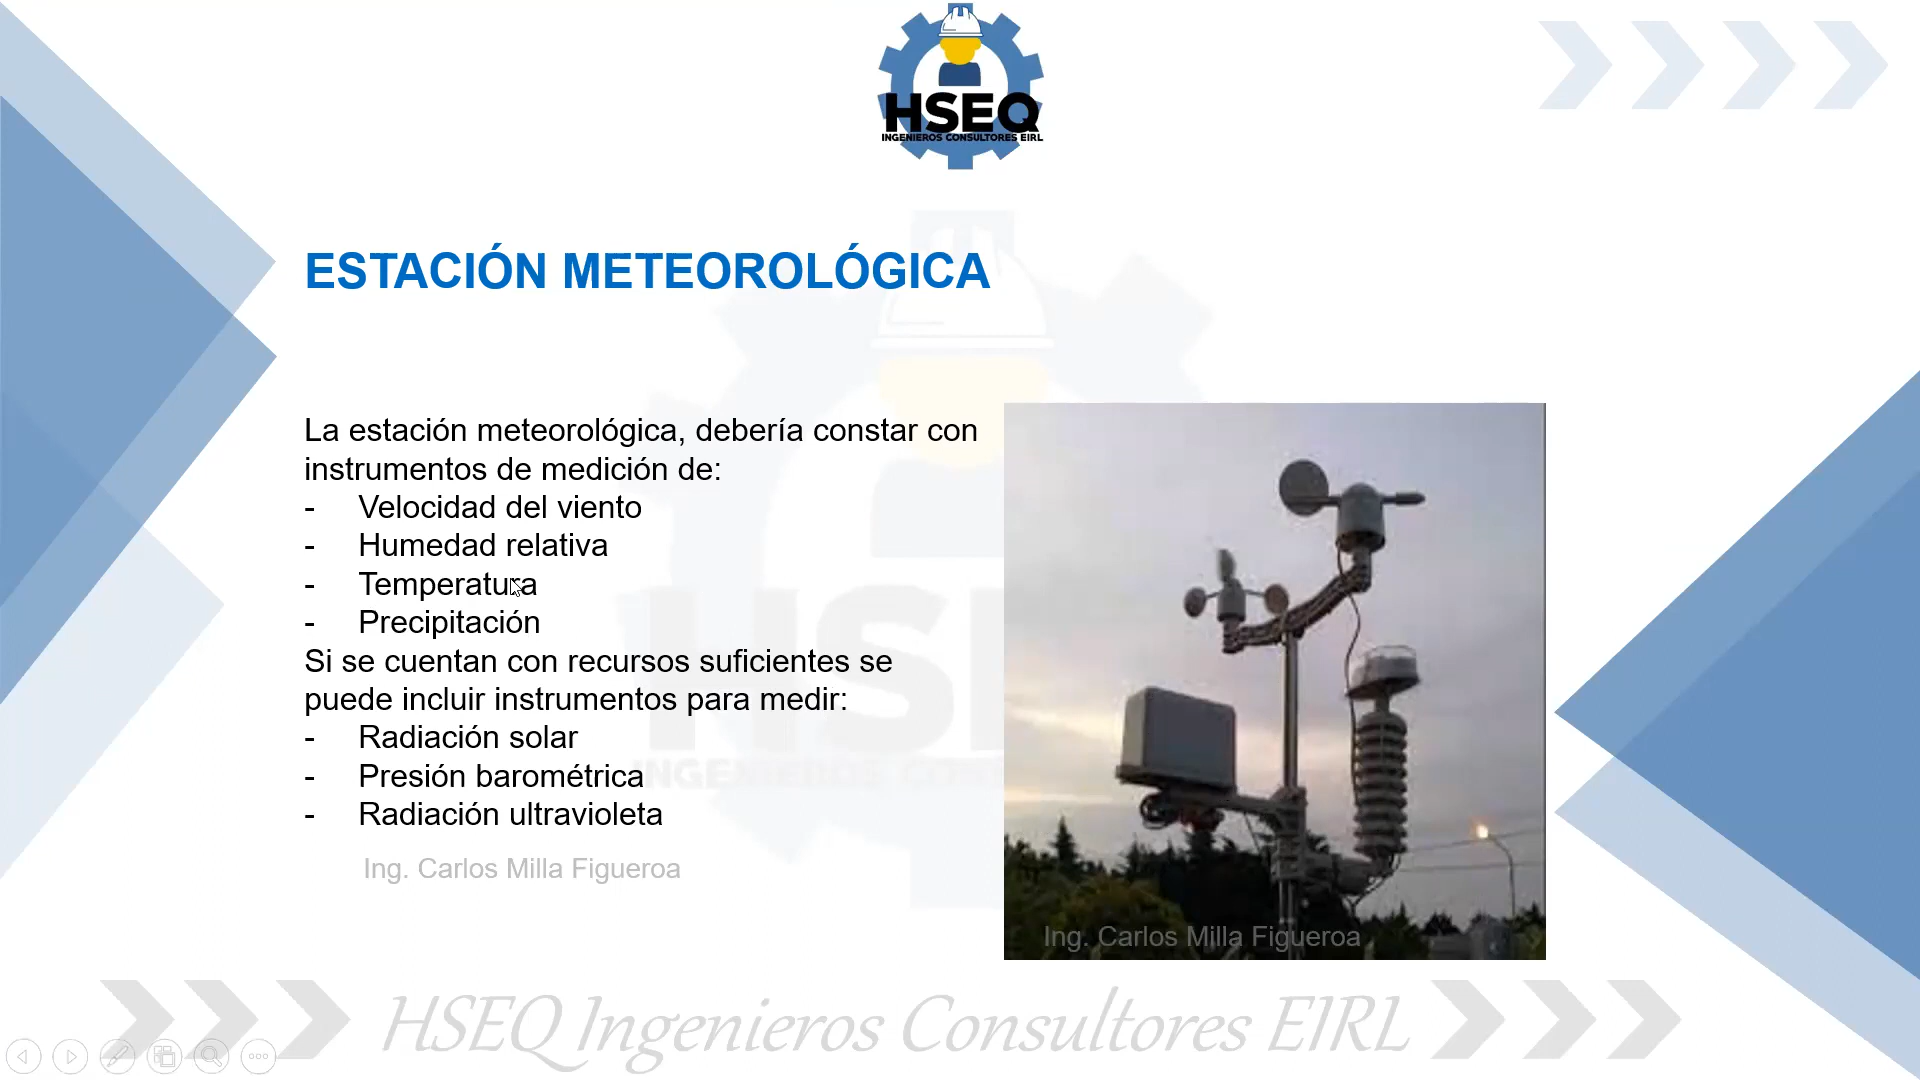 HSEQ
INGENIEROS CONSULTORES EIRL
ESTACIÓN METEOROLÓGICA
La estación meteorológica, debería constar con
instrumentos de medición de:
- Velocidad del viento
- Humedad relativa
- Temperatura
- Precipitación
Si se cuentan con recursos suficientes se
puede incluir instrumentos para medir:
- Radiación solar
- Presión barométrica
- Radiación ultravioleta
Ing. Carlos Milla Figueroa
Ing. Carlos Milla Figueroa
HSEQ Ingenieros Consultores EIRL